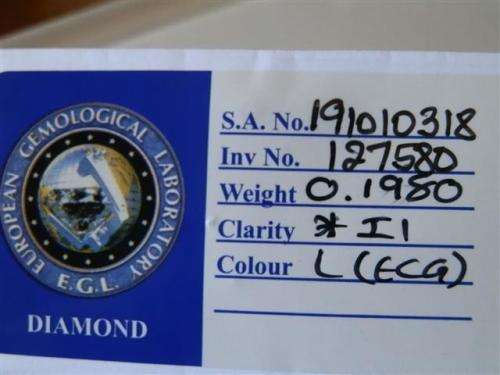 EUROPEAN GEMOLOGICAL LABORATORY
E.G.L.
DIAMOND
S.A. No. 191010318
Inv No. 127580
Weight 0.1980
Clarity * I1
Colour L (ECG)